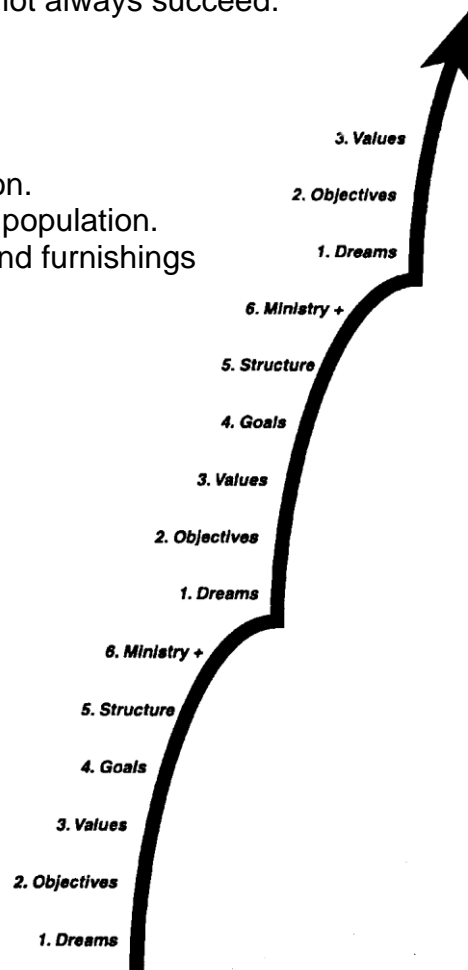 not always succeed.
3. Values
on.
2. Objectives
population.
nd furnishings
1. Dreams
6. Ministry +
5. Structure
4. Goals
3. Values
2. Objectives
1. Dreams
6. Ministry +
5. Structure
4. Goals
3. Values
2. Objectives
1. Dreams